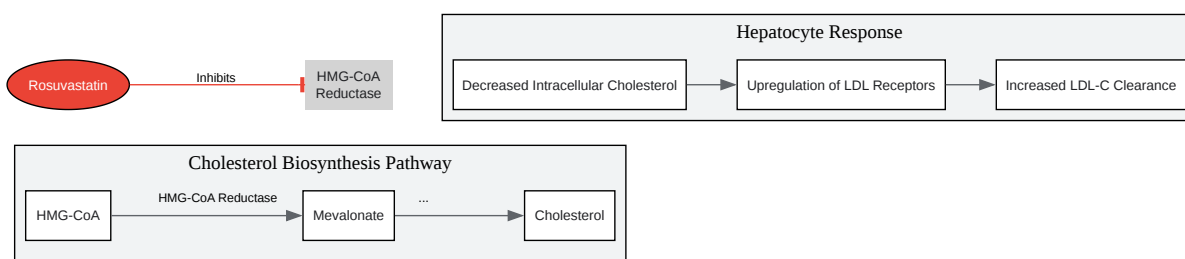 Hepatocyte Response
Rosuvastatin
Inhibits
HMG-CoA
Reductase
Decreased Intracellular Cholesterol
Upregulation of LDL Receptors
Increased LDL-C Clearance
Cholesterol Biosynthesis Pathway
HMG-CoA
HMG-CoA Reductase
Mevalonate
...
Cholesterol